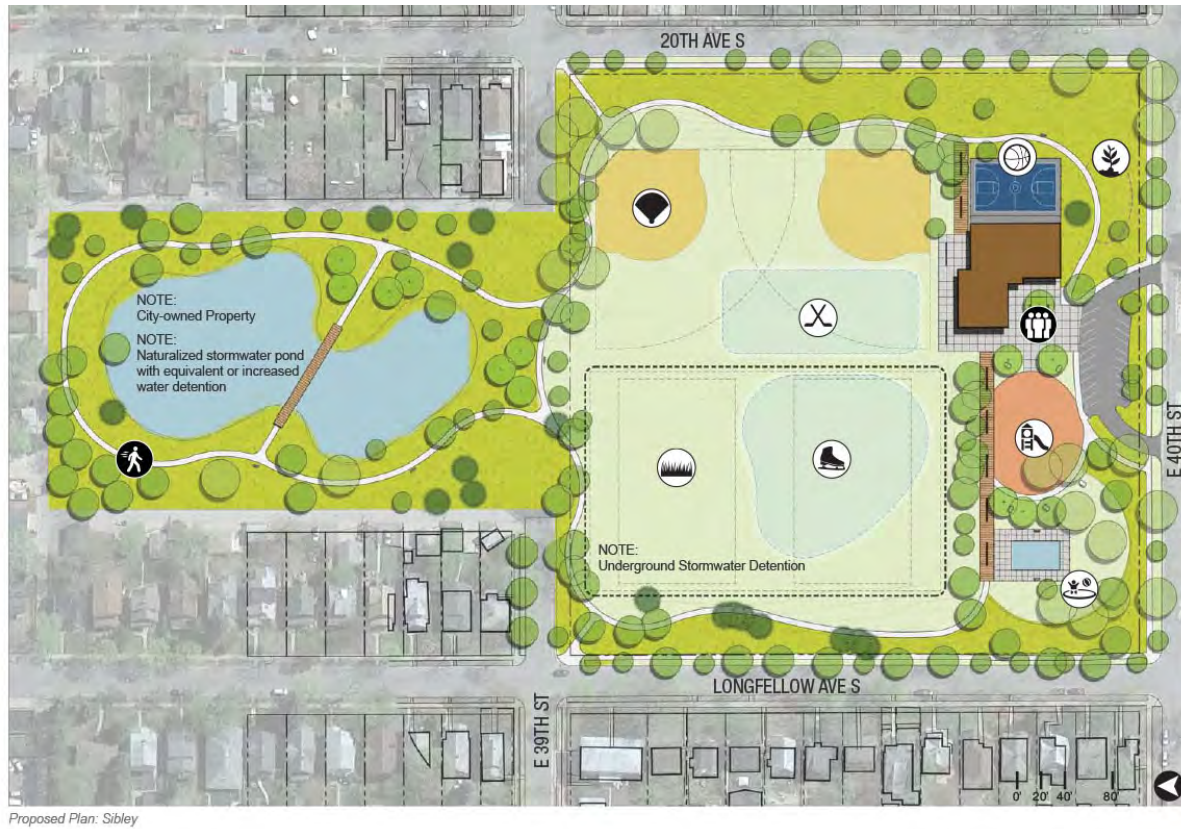 20TH AVE S
NOTE:
City-owned Property
NOTE:
Naturalized stormwater pond
with equivalent or increased
water detention
E 40TH ST
NOTE:
Underground Stormwater Detention
LONGFELLOW AVE S
E 39TH ST
0' 20' 40' 80'
Proposed Plan: Sibley